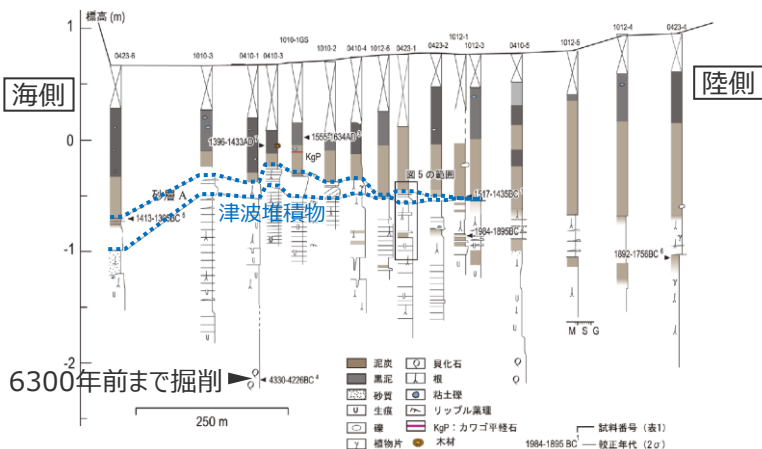 標高 (m)
1
0
-1
-2
海側
陸側
0423-6
1010-3
0410-1
0410-3
1010-1GS
1010-2
0410-4
1012-6
0423-1
0423-2
1012-1
1012-3
0410-5
1012-5
1012-4
0423-4
1396-1433AD
1555-1634AD
KgP
図5の範囲
砂層 A
1413-1305BC 5
津波堆積物
1517-1435BC
1984-1895BC
1892-1756BC 6
6300年前まで掘削
4330-4226BC 4
250 m
M S G
泥炭
黒泥
砂質
生痕
礫
植物片
貝化石
根
粘土礫
リップル葉理
KgP：カワゴ平軽石
木材
試料番号（表1）
1984-1895 BC 1
較正年代（2σ）